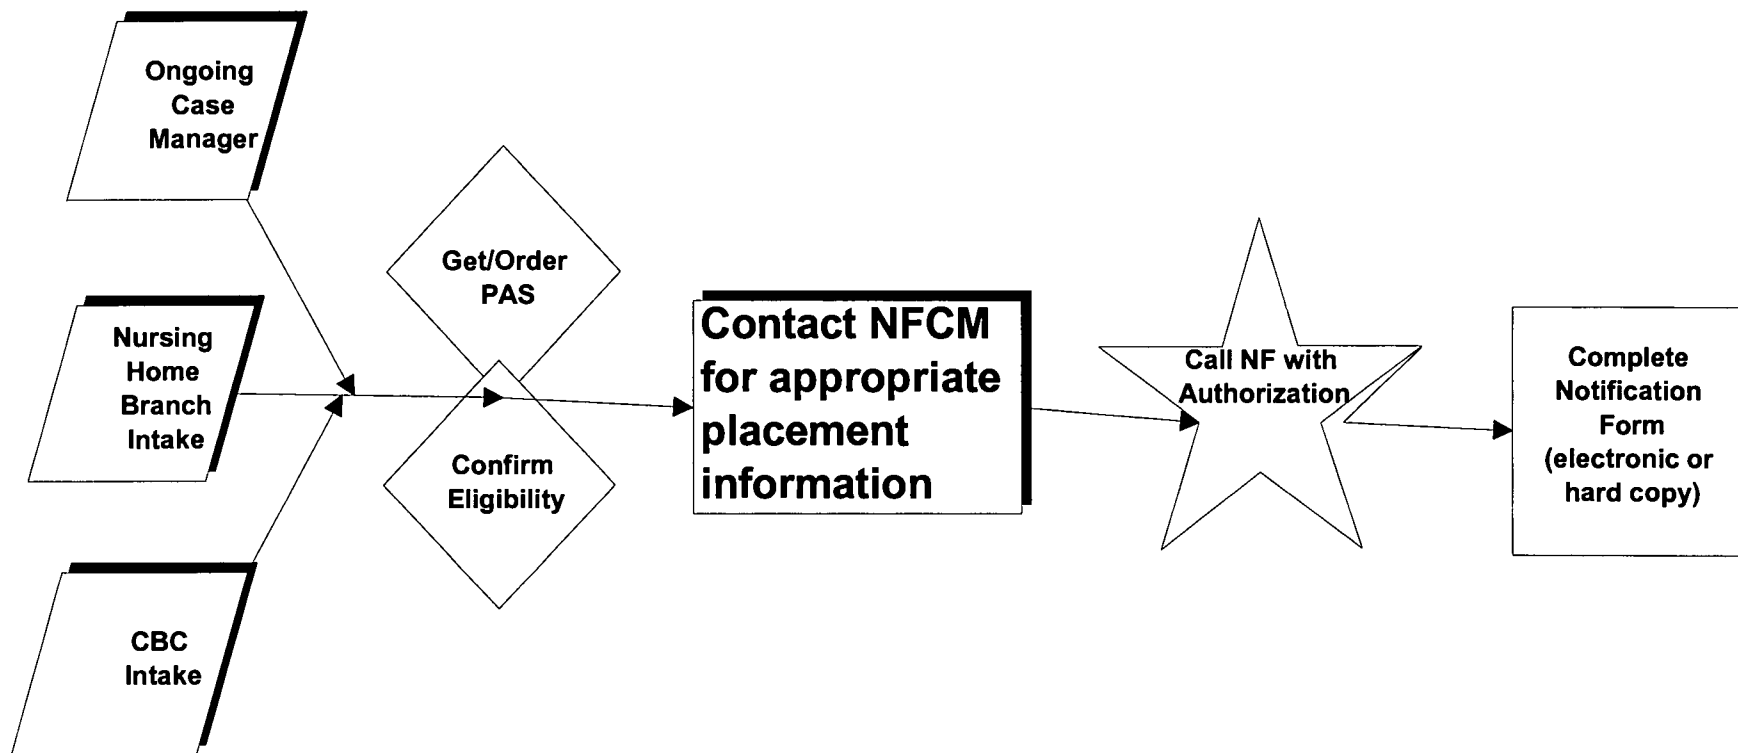 Ongoing
Case
Manager
Nursing
Home
Branch
Intake
CBC
Intake
Get/Order
PAS
Confirm
Eligibility
Contact NFCM
for appropriate
placement
information
Call NF with
Authorization
Complete
Notification
Form
(electronic or
hard copy)